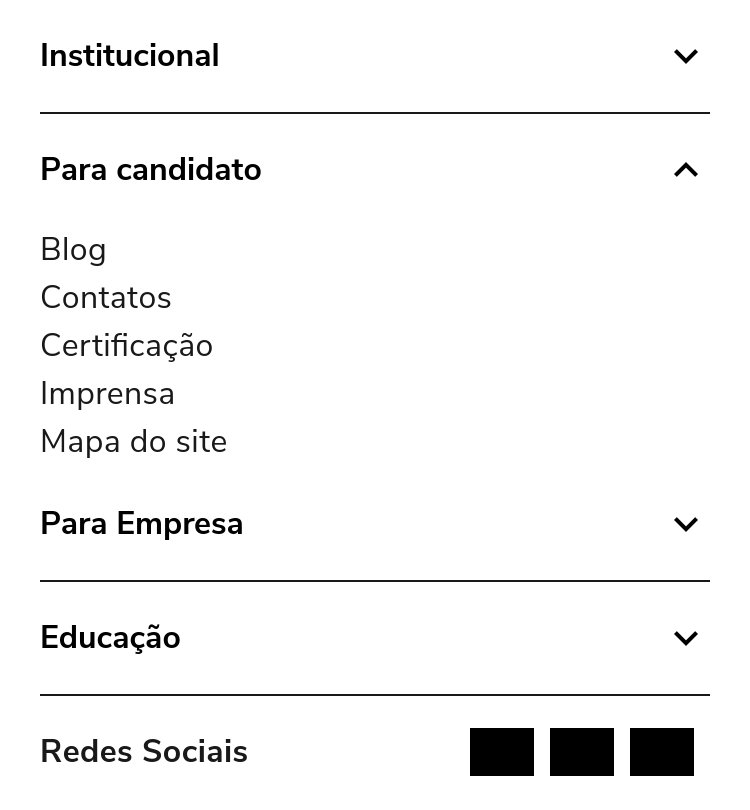 Institucional
Para candidato
Blog
Contatos
Certificação
Imprensa
Mapa do site
Para Empresa
Educação
Redes Sociais